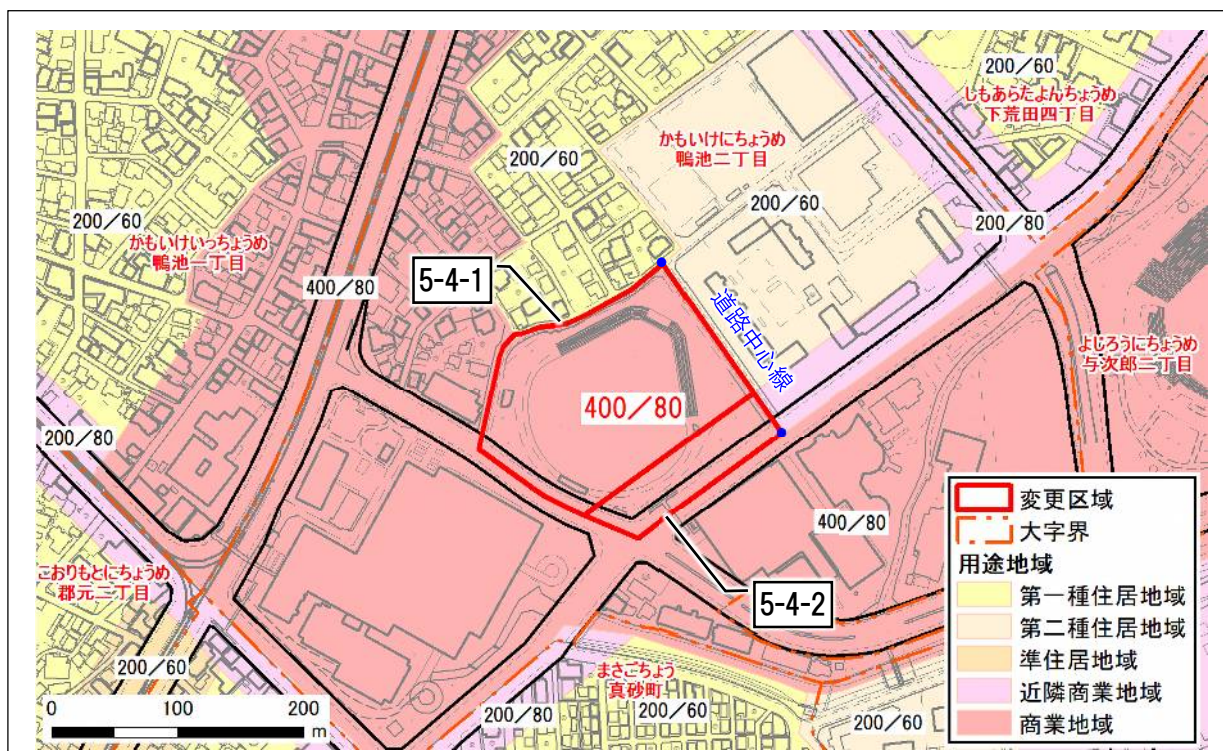 200/60
しもあらたよんちょうめ
下荒田四丁目
かもいけにちょうめ
鴨池二丁目
200/60
200/60
200/60
200/80
かもいけいっちょうめ
鴨池一丁目
400/80
5-4-1
道路中心線
よじろうにちょうめ
与次郎二丁目
400/80
200/80
400/80
こおりもとにちょうめ
郡元二丁目
5-4-2
200/60
まさごちょう
真砂町
200/80
200/60
200/60
0 100 200
m
変更区域
大字界
用途地域
第一種住居地域
第二種住居地域
準住居地域
近隣商業地域
商業地域